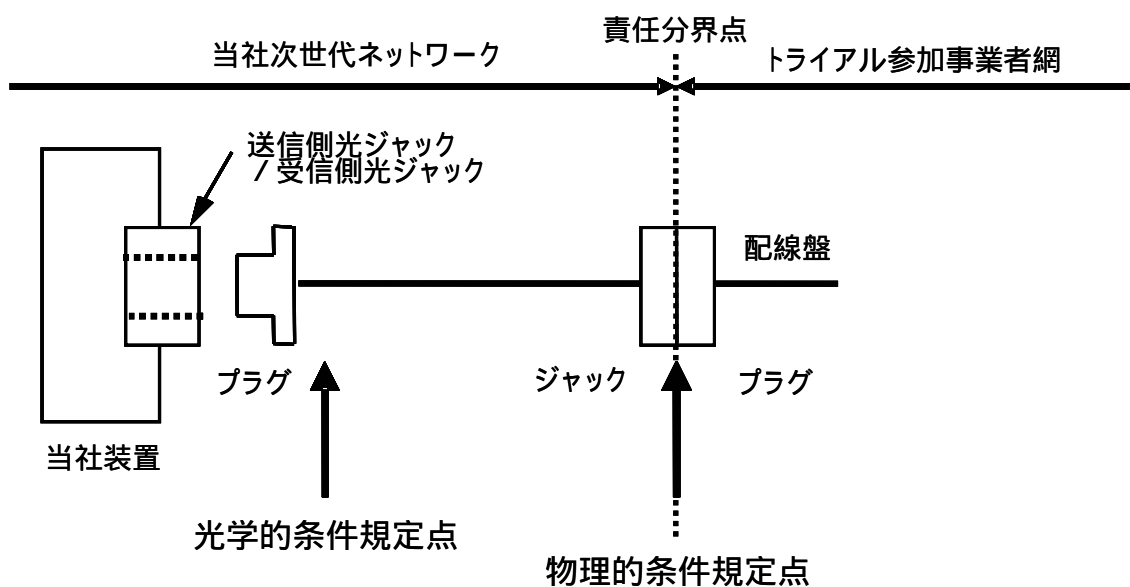 責任分界点
当社次世代ネットワーク
トライアル参加事業者網
送信側光ジャック
/ 受信側光ジャック
配線盤
プラグ
ジャック
プラグ
当社装置
光学的条件規定点
物理的条件規定点